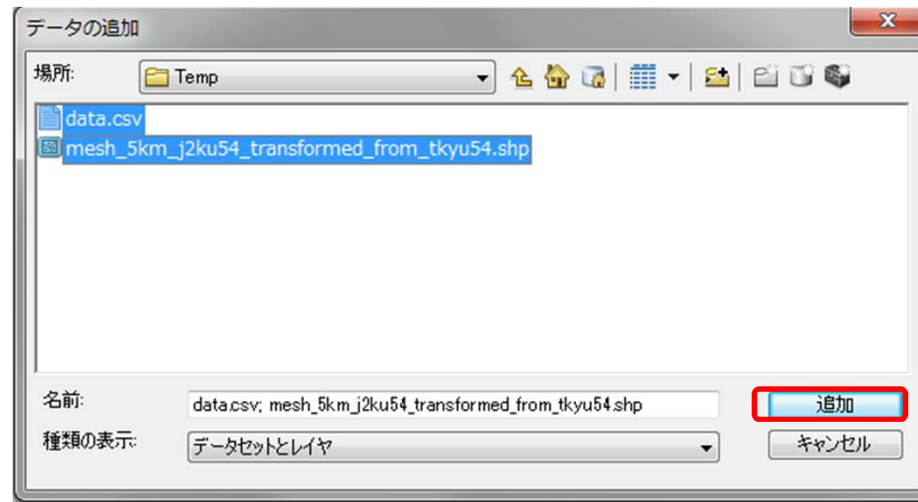 データの追加
場所: Temp
data.csv
mesh_5km_j2ku54_transformed_from_tkyu54.shp
名前: data.csv; mesh_5km_j2ku54_transformed_from_tkyu54.shp 追加
種類の表示: データセットとレイヤ キャンセル